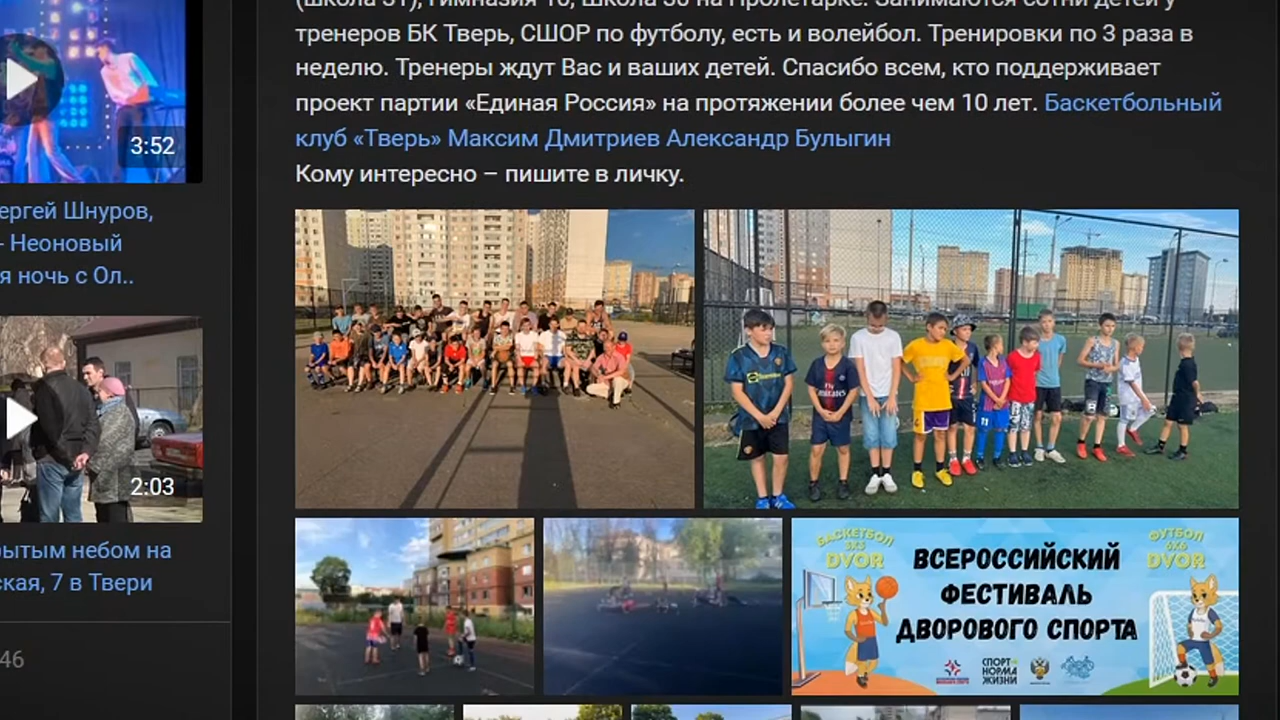 (школа 51), Гимназия 10, Школа 36 на Пролетарке. Занимаются сотни детей у
тренеров БК Тверь, СШОР по футболу, есть и волейбол. Тренировки по 3 раза в
неделю. Тренеры ждут Вас и ваших детей. Спасибо всем, кто поддерживает
проект партии «Единая Россия» на протяжении более чем 10 лет. Баскетбольный
клуб «Тверь» Максим Дмитриев Александр Булыгин
Кому интересно – пишите в личку.
3:52
ергей Шнуров,
- Неоновый
я ночь с Ол..
2:03
рытым небом на
ская, 7 в Твери
46
БАСКЕТБОЛ
3х3
DVOR
ВСЕРОССИЙСКИЙ
ФЕСТИВАЛЬ
ДВОРОВОГО СПОРТА
ФУТБОЛ
6х6
DVOR
СПОРТ
НОРМА
ЖИЗНИ